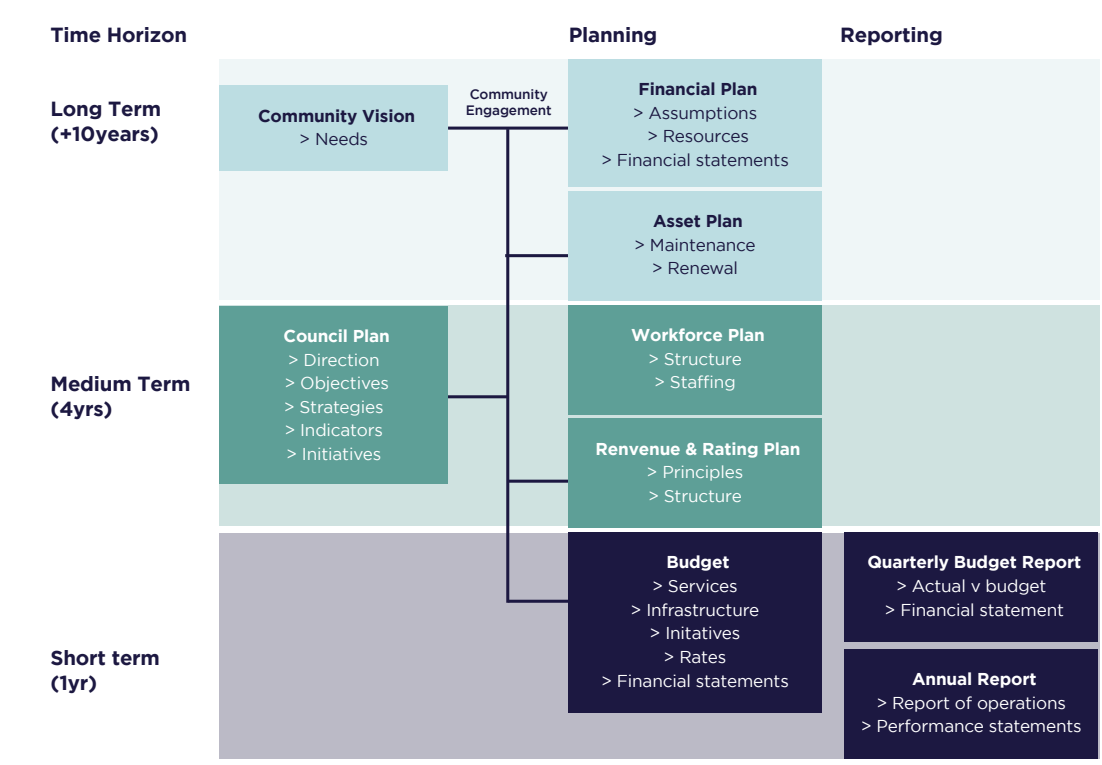 Time Horizon
Planning
Reporting
Long Term
(+10years)
Community Vision
> Needs
Community
Engagement
Financial Plan
> Assumptions
> Resources
> Financial statements
Asset Plan
> Maintenance
> Renewal
Medium Term
(4yrs)
Council Plan
> Direction
> Objectives
> Strategies
> Indicators
> Initiatives
Workforce Plan
> Structure
> Staffing
Renvenue & Rating Plan
> Principles
> Structure
Short term
(1yr)
Budget
> Services
> Infrastructure
> Initatives
> Rates
> Financial statements
Quarterly Budget Report
> Actual v budget
> Financial statement
Annual Report
> Report of operations
> Performance statements